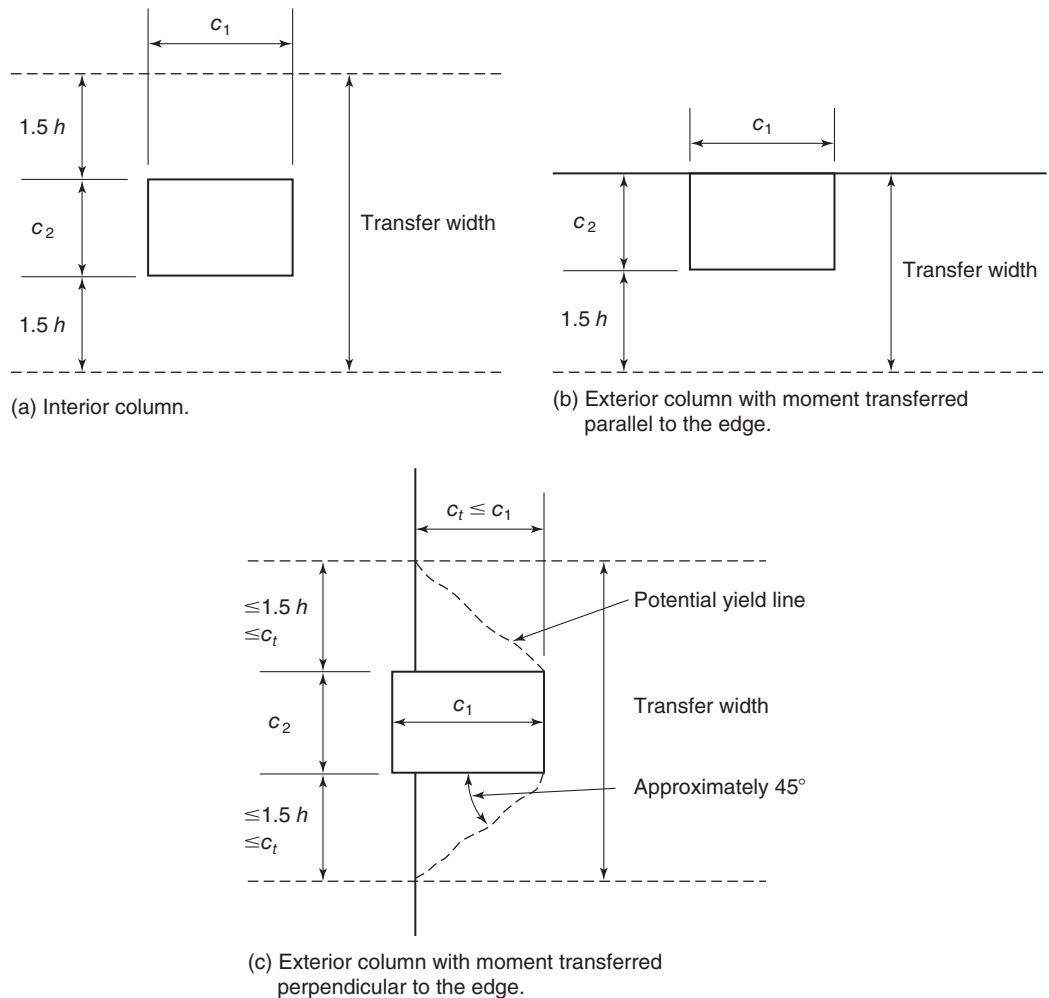 c1
1.5 h
c2
Transfer width
1.5 h
(a) Interior column.
c1
c2
Transfer width
1.5 h
(b) Exterior column with moment transferred
parallel to the edge.
ct ≤ c1
≤1.5 h
≤ct
Potential yield line
c2
c1
Transfer width
Approximately 45°
≤1.5 h
≤ct
(c) Exterior column with moment transferred
perpendicular to the edge.